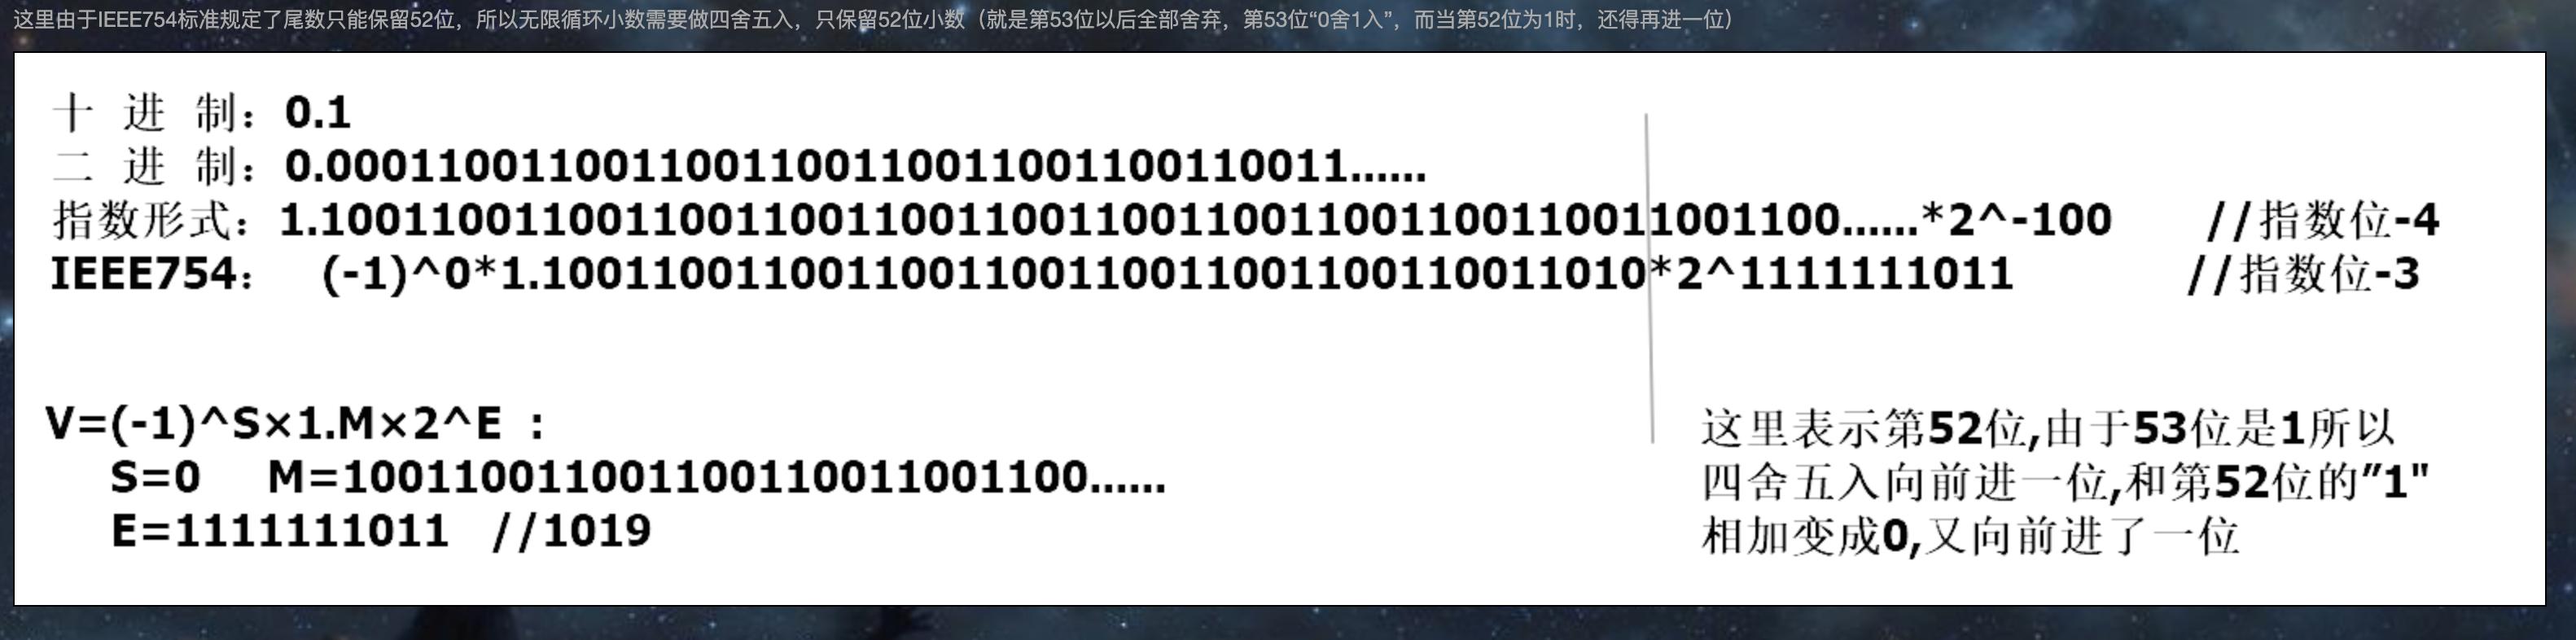 这里由于IEEE754标准规定了尾数只能保留52位，所以无限循环小数需要做四舍五入，只保留52位小数（就是第53位以后全部舍弃，第53位“0舍1入”，而当第52位为1时，还得再进一位）
十 进 制：0.1
二 进 制：0.0001100110011001100110011001100110011......
指数形式：1.1001100110011001100110011001100110011001100110011001100......*2^-100 //指数位-4
IEEE754： (-1)^0*1.1001100110011001100110011001100110011010*2^1111111011 //指数位-3
V=(-1)^S×1.M×2^E ：
S=0 M=100110011001100110011001100......
E=1111111011 //1019
这里表示第52位,由于53位是1所以
四舍五入向前进一位,和第52位的”1"
相加变成0,又向前进了一位